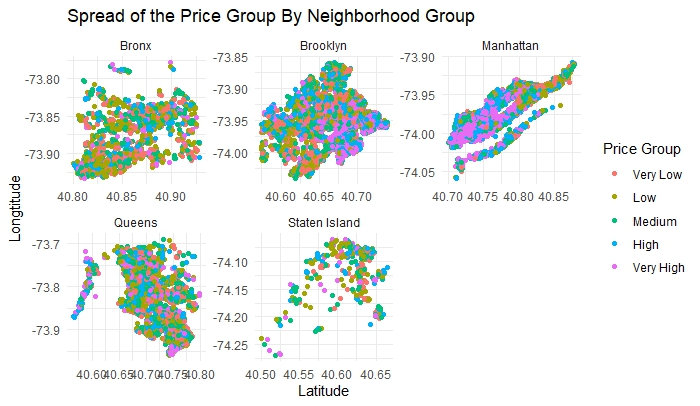 Spread of the Price Group By Neighborhood Group
Bronx
Brooklyn
Manhattan
-73.80
-73.85
-73.90
40.80 40.85 40.90
-73.85
-73.90
-73.95
-74.00
40.60 40.65 40.70
-73.90
-73.95
-74.00
-74.05
40.70 40.75 40.80 40.85
Longtitude
Price Group
Very Low
Low
Medium
High
Very High
Queens
Staten Island
-73.7
-73.8
-73.9
40.60 40.65 40.70 40.75 40.80
-74.10
-74.15
-74.20
-74.25
40.50 40.55 40.60 40.65
Latitude